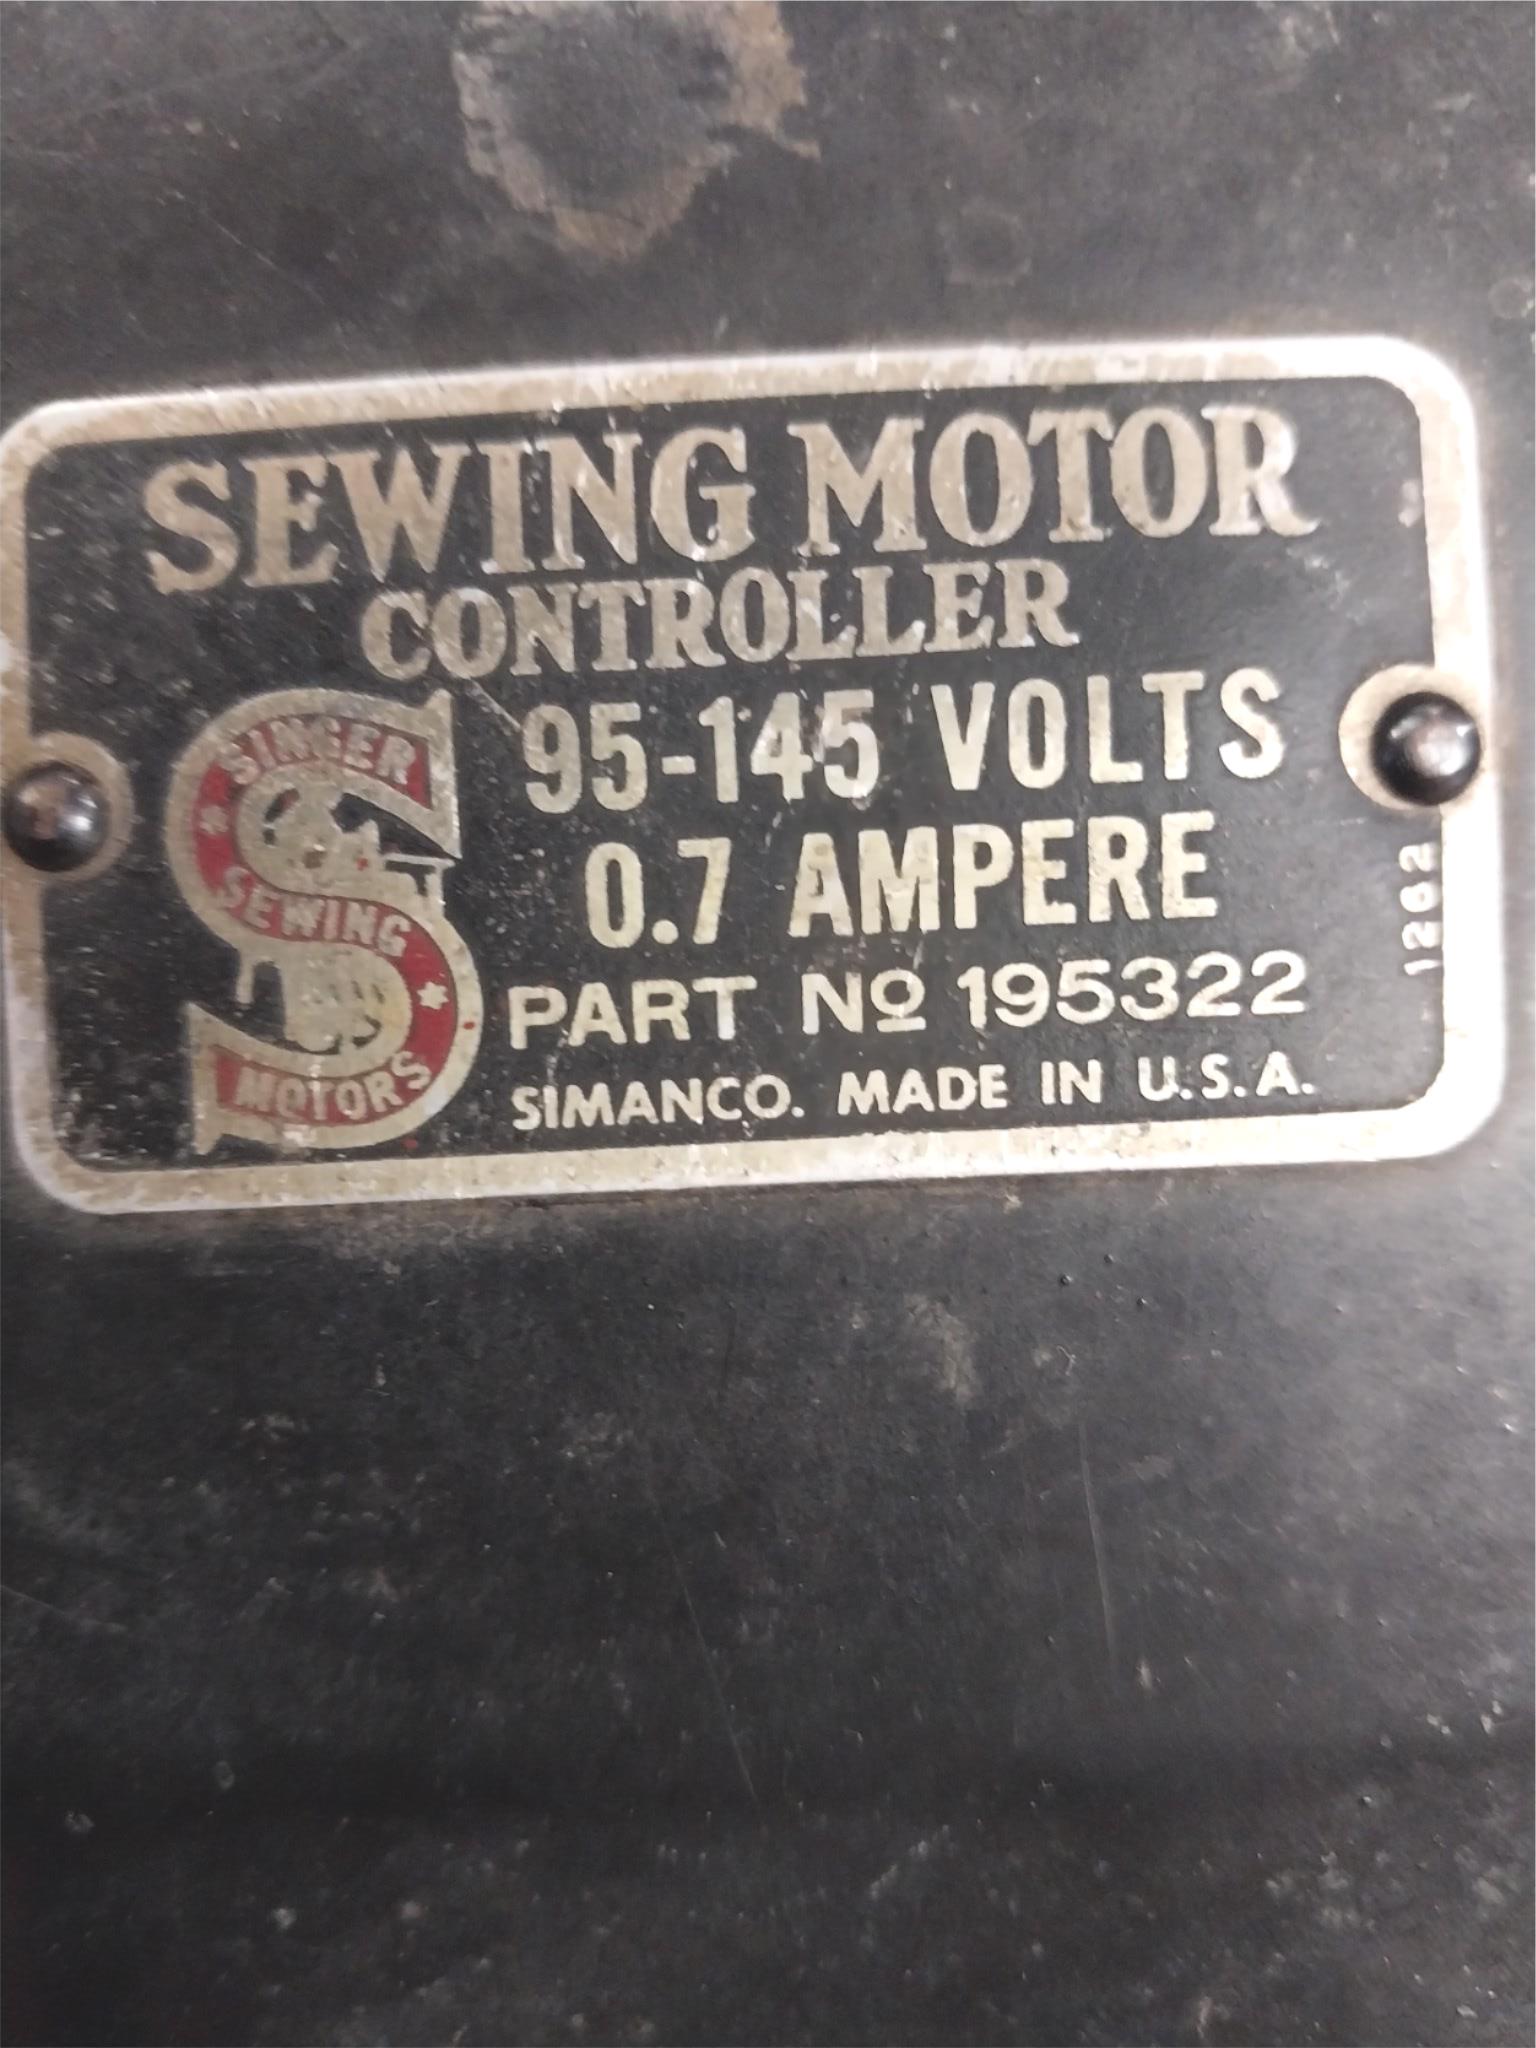 SEWING MOTOR
CONTROLLER
SINGER
SEWING
MOTORS
95-145 VOLTS
0.7 AMPERE
PART Nº 195322
SIMANCO. MADE IN U.S.A.
1262